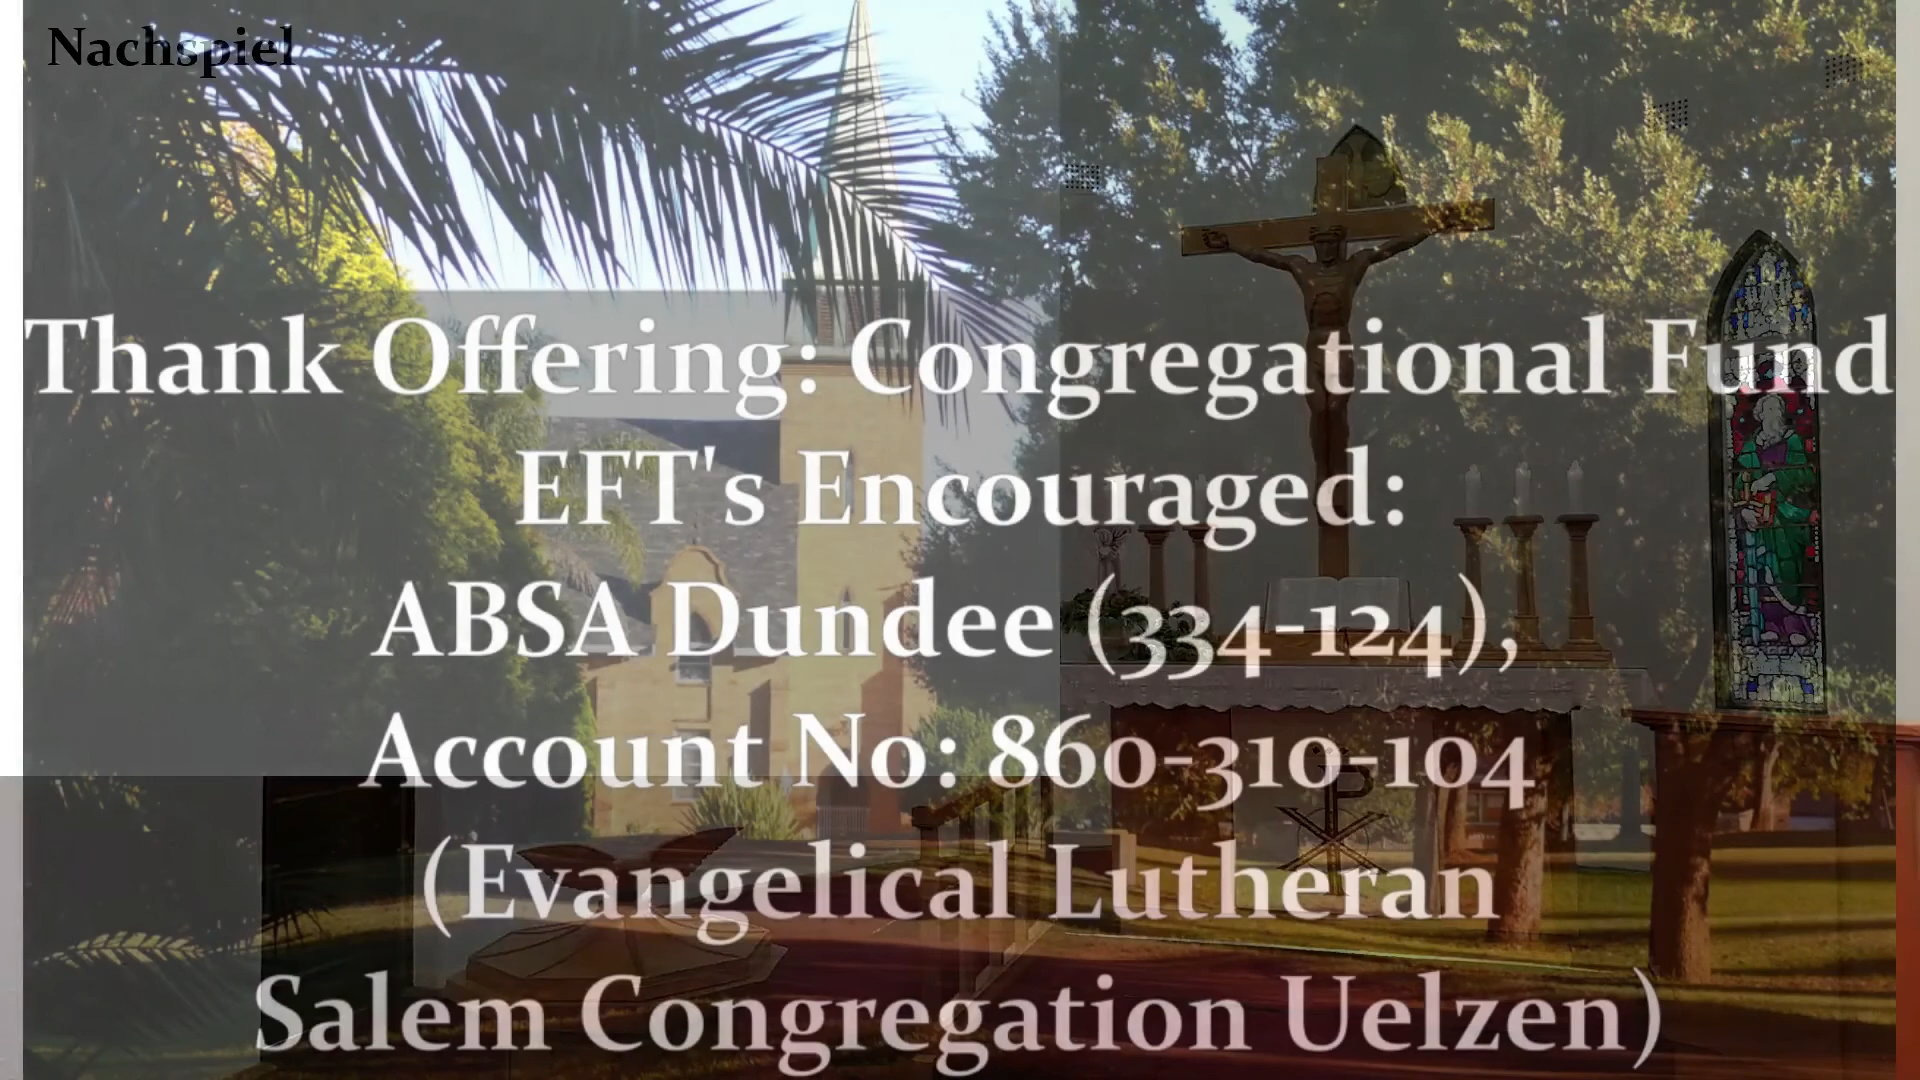 Nachspiel
Thank Offering: Congregational Fund
EFT's Encouraged:
ABSA Dundee (334-124),
Account No: 860-310-104
(Evangelical Lutheran
Salem Congregation Uelzen)